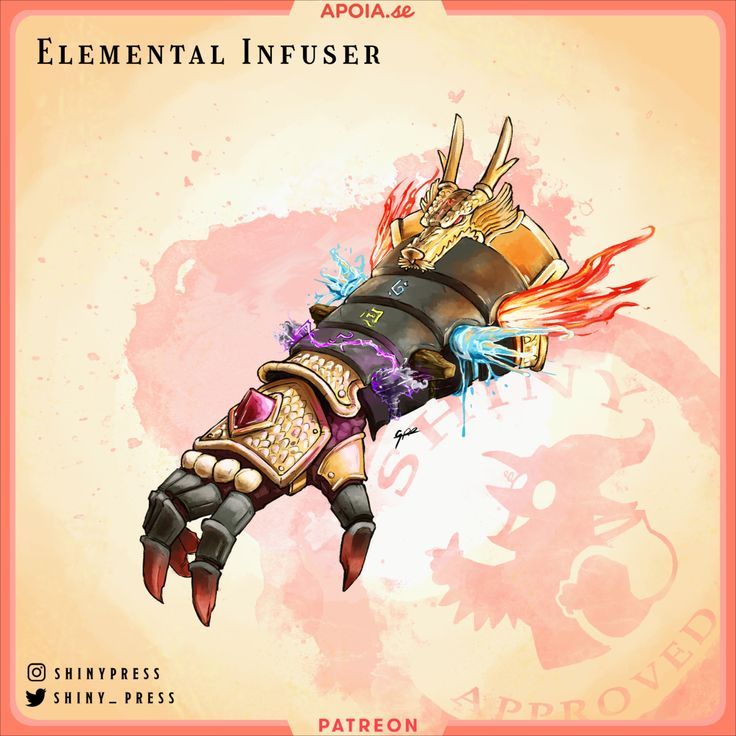 APOIA.se
ELEMENTAL INFUSER
SHINY
APPROVED
SHINYPRESS
SHINY_PRESS
PATREON